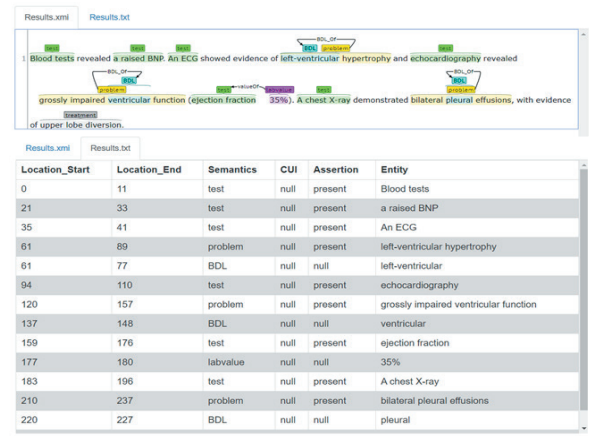 Results.xmi Results.txt
BDL_Of
test test test BDL problem test
1 Blood tests revealed a raised BNP. An ECG showed evidence of left-ventricular hypertrophy and echocardiography revealed
BDL_Of BDL_Of
BDL BDL
problem test valueOf labvalue test problem
grossly impaired ventricular function (ejection fraction 35%). A chest X-ray demonstrated bilateral pleural effusions, with evidence
treatment
of upper lobe diversion.
Results.xmi Results.txt
Location_Start Location_End Semantics CUI Assertion Entity
0 11 test null present Blood tests
21 33 test null present a raised BNP
35 41 test null present An ECG
61 89 problem null present left-ventricular hypertrophy
61 77 BDL null null left-ventricular
94 110 test null present echocardiography
120 157 problem null present grossly impaired ventricular function
137 148 BDL null null ventricular
159 176 test null present ejection fraction
177 180 labvalue null null 35%
183 196 test null present A chest X-ray
210 237 problem null present bilateral pleural effusions
220 227 BDL null null pleural